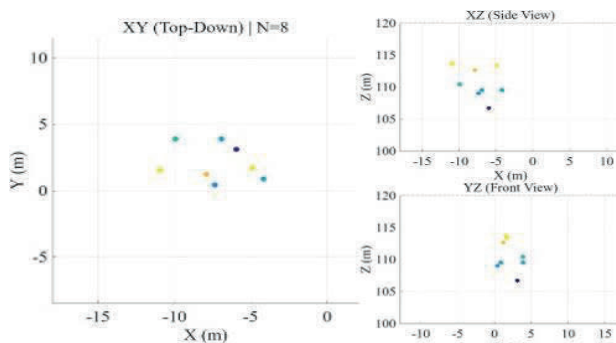 XY (Top-Down) | N=8
10
5
0
-5
Y (m)
-15 -10 -5 0
X (m)
XZ (Side View)
120
115
110
105
100
Z (m)
-15 -10 -5 0 5 10
X (m)
YZ (Front View)
120
115
110
105
100
Z (m)
-10 -5 0 5 10 15